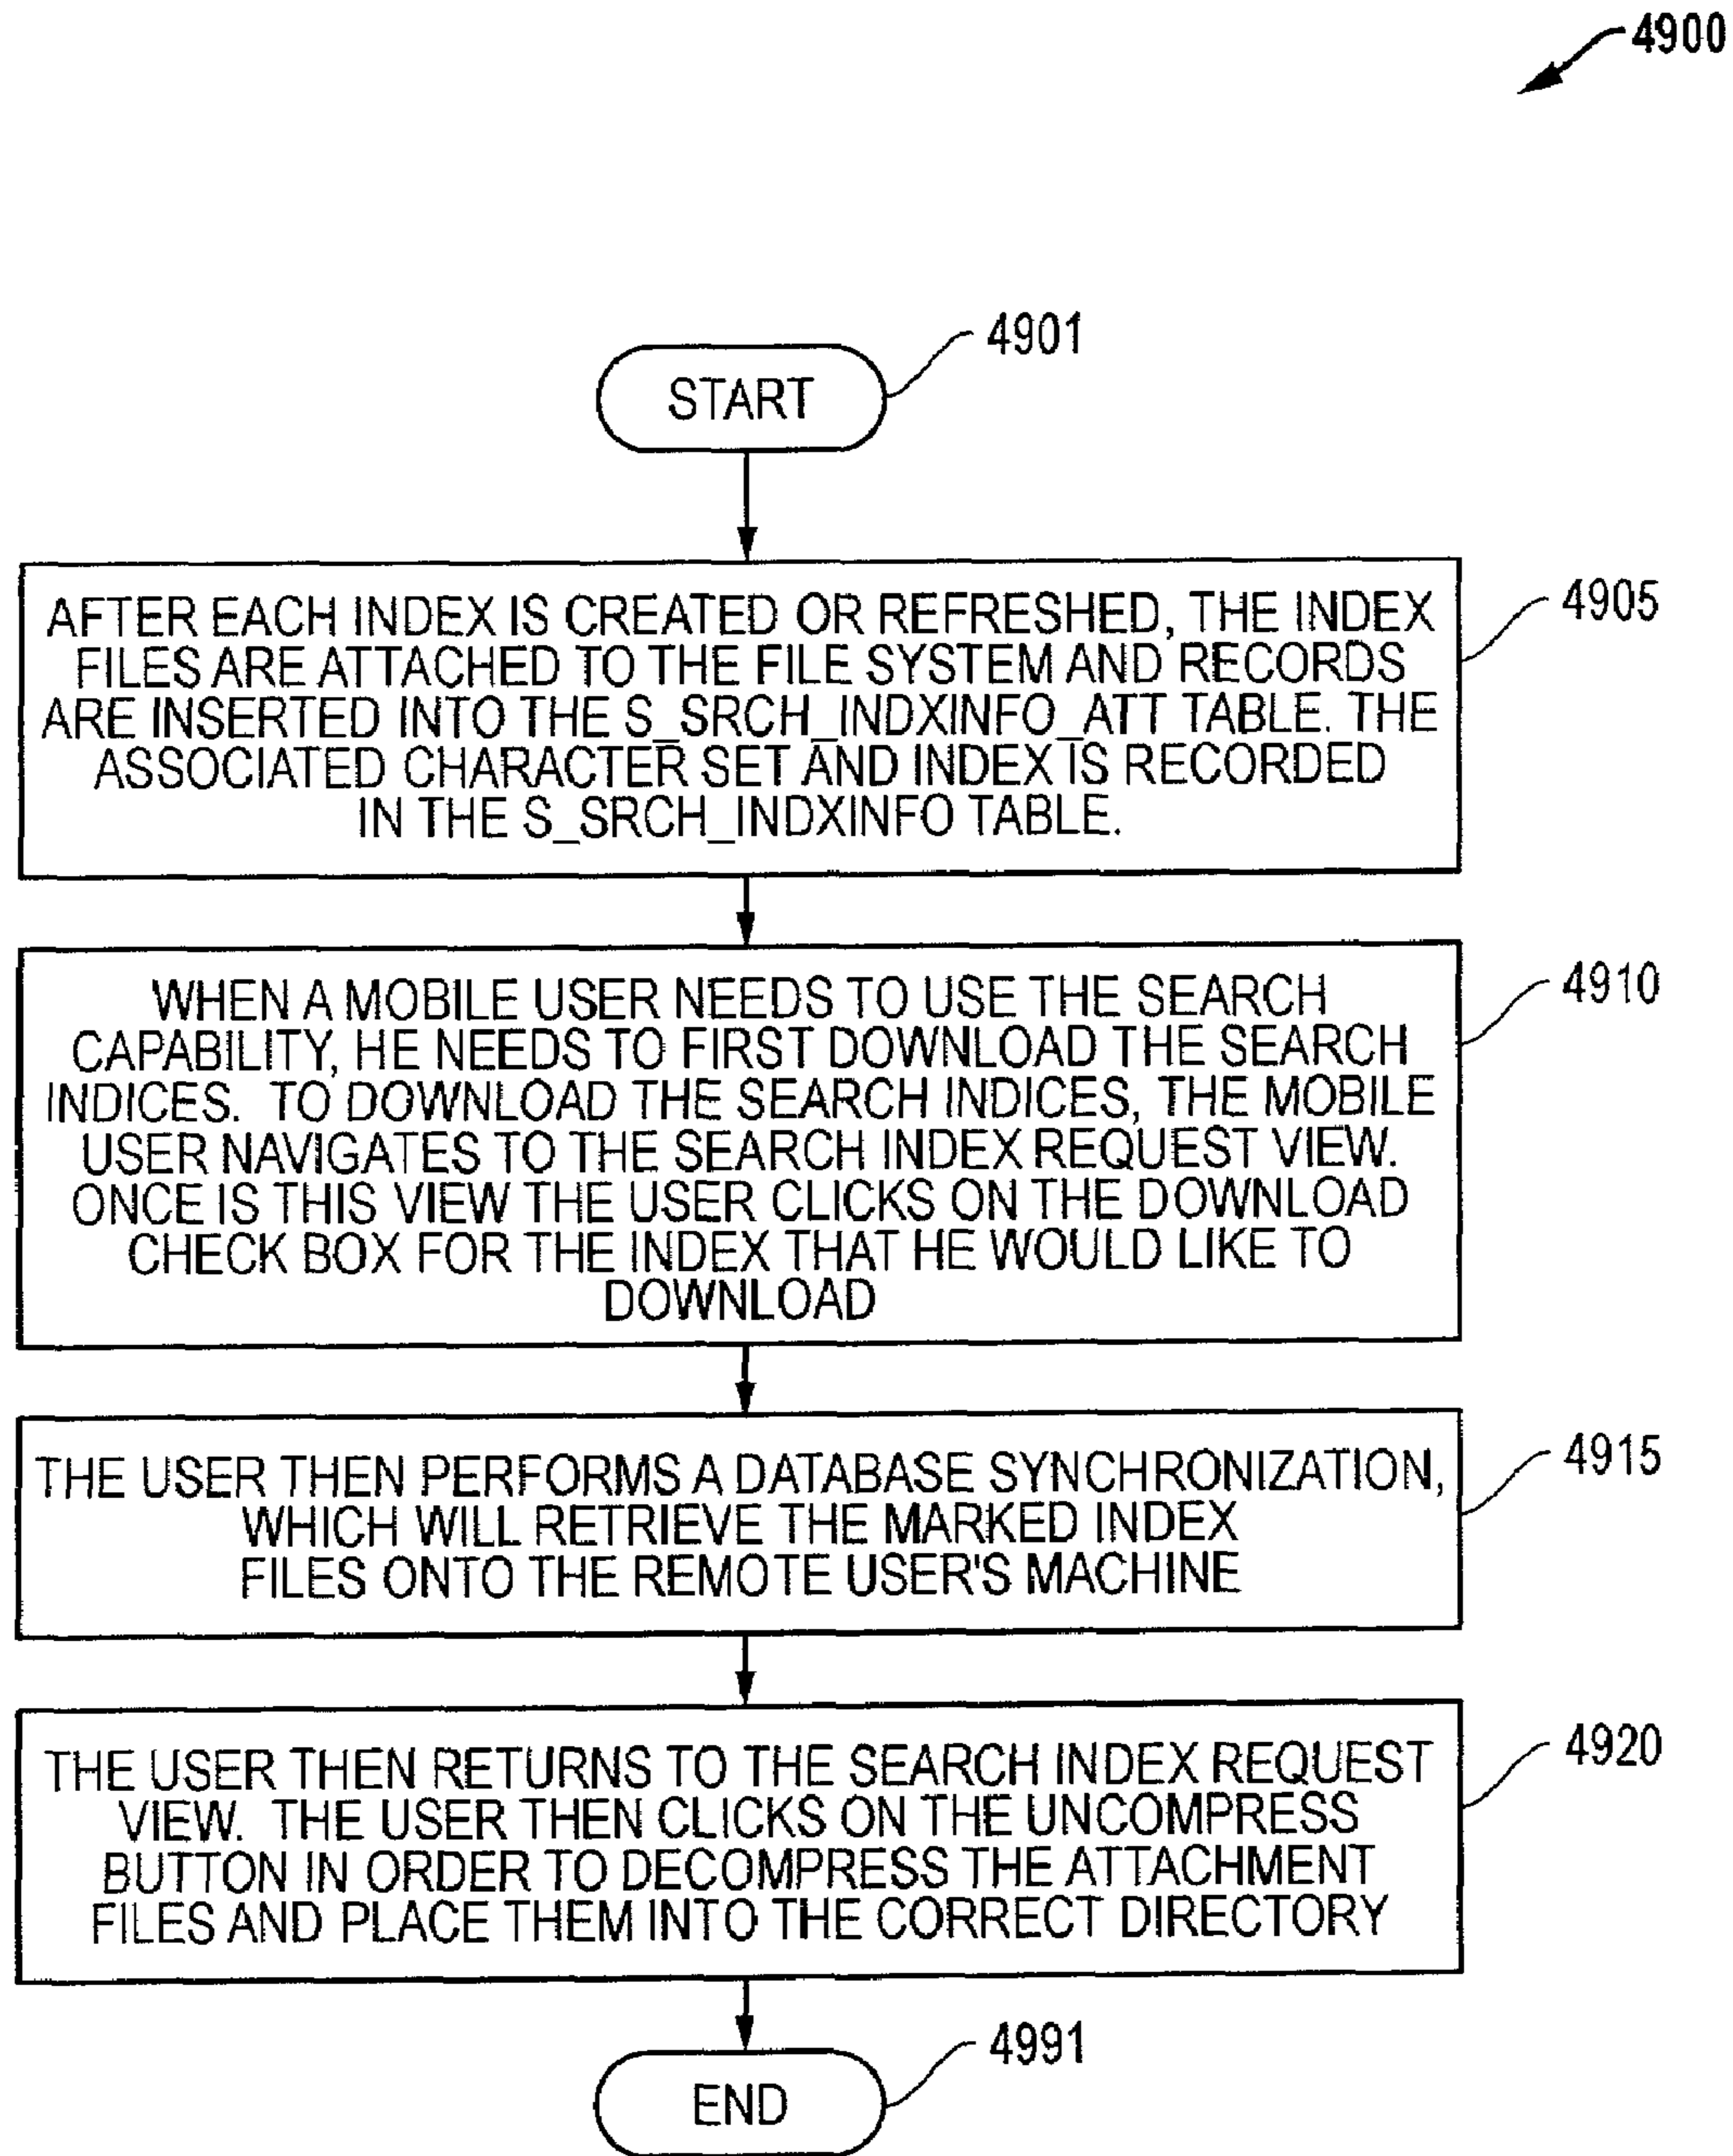 4900
4901
START
4905
AFTER EACH INDEX IS CREATED OR REFRESHED, THE INDEX
FILES ARE ATTACHED TO THE FILE SYSTEM AND RECORDS
ARE INSERTED INTO THE S_SRCH_INDXINFO_ATT TABLE. THE
ASSOCIATED CHARACTER SET AND INDEX IS RECORDED
IN THE S_SRCH_INDXINFO TABLE.
4910
WHEN A MOBILE USER NEEDS TO USE THE SEARCH
CAPABILITY, HE NEEDS TO FIRST DOWNLOAD THE SEARCH
INDICES. TO DOWNLOAD THE SEARCH INDICES, THE MOBILE
USER NAVIGATES TO THE SEARCH INDEX REQUEST VIEW.
ONCE IS THIS VIEW THE USER CLICKS ON THE DOWNLOAD
CHECK BOX FOR THE INDEX THAT HE WOULD LIKE TO
DOWNLOAD
4915
THE USER THEN PERFORMS A DATABASE SYNCHRONIZATION,
WHICH WILL RETRIEVE THE MARKED INDEX
FILES ONTO THE REMOTE USER'S MACHINE
4920
THE USER THEN RETURNS TO THE SEARCH INDEX REQUEST
VIEW. THE USER THEN CLICKS ON THE UNCOMPRESS
BUTTON IN ORDER TO DECOMPRESS THE ATTACHMENT
FILES AND PLACE THEM INTO THE CORRECT DIRECTORY
4991
END